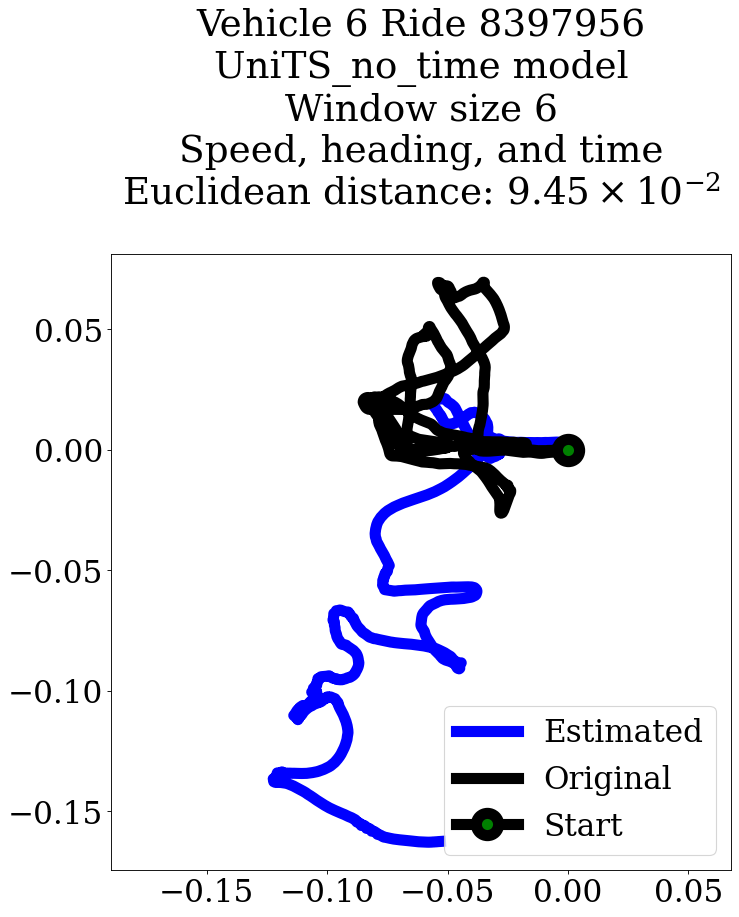 Vehicle 6 Ride 8397956
UniTS_no_time model
Window size 6
Speed, heading, and time
Euclidean distance: 9.45 × 10⁻²
0.05
0.00
−0.05
−0.10
−0.15
Estimated
Original
Start
−0.15 −0.10 −0.05 0.00 0.05